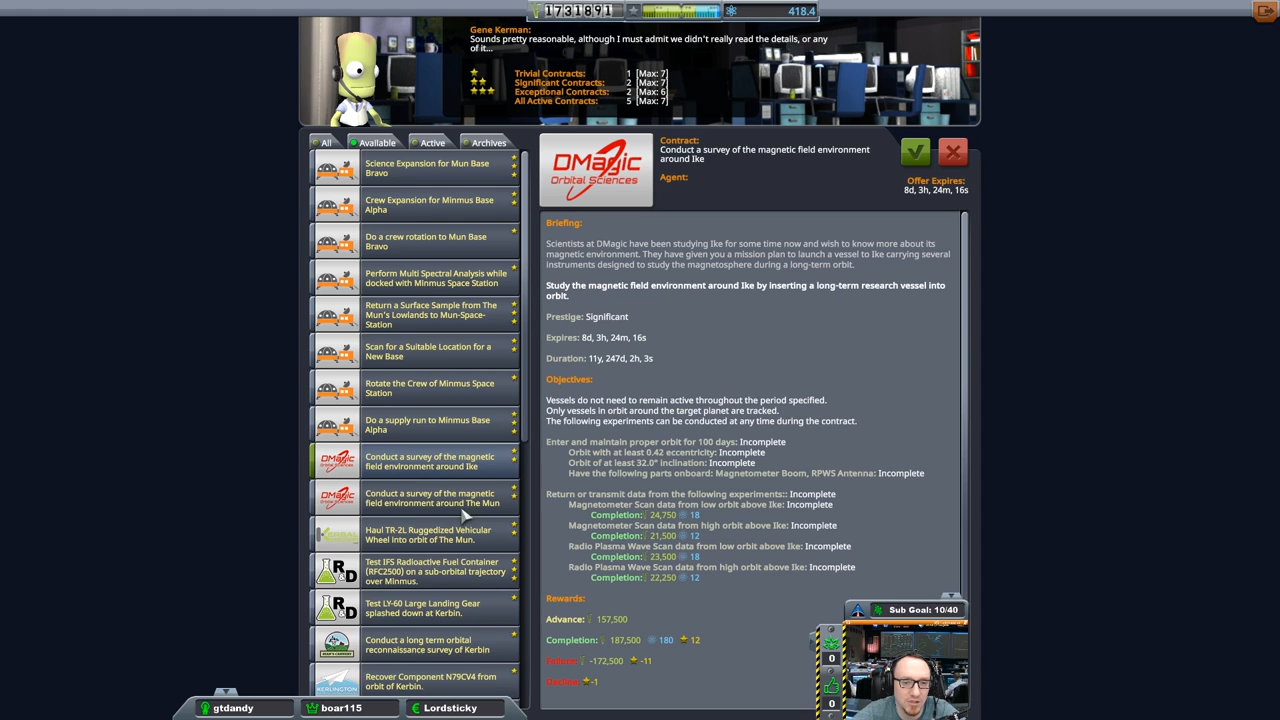 1731891
418.4
Gene Kerman:
Sounds pretty reasonable, although I must admit we didn't really read the details, or any
of it...
Trivial Contracts: 1 [Max: 7]
Significant Contracts: 2 [Max: 7]
Exceptional Contracts: 2 [Max: 6]
All Active Contracts: 5 [Max: 7]
All
Available
Active
Archives
Science Expansion for Mun Base
Bravo
Crew Expansion for Minmus Base
Alpha
Do a crew rotation to Mun Base
Bravo
Perform Multi Spectral Analysis while
docked with Minmus Space Station
Return a Surface Sample from The
Mun's Lowlands to Mun-Space-
Station
Scan for a Suitable Location for a
New Base
Rotate the Crew of Minmus Space
Station
Do a supply run to Minmus Base
Alpha
Conduct a survey of the magnetic
field environment around Ike
Conduct a survey of the magnetic
field environment around The Mun
Haul TR-2L Ruggedized Vehicular
Wheel into orbit of The Mun.
R&D
Test IFS Radioactive Fuel Container
(RFC2500) on a sub-orbital trajectory
over Minmus.
R&D
Test LY-60 Large Landing Gear
splashed down at Kerbin.
Conduct a long term orbital
reconnaissance survey of Kerbin
KERLINGTON
Recover Component N79CV4 from
orbit of Kerbin.
DMagic
Orbital Sciences
Contract:
Conduct a survey of the magnetic field environment
around Ike
Agent:
Offer Expires:
8d, 3h, 24m, 16s
Briefing:
Scientists at DMagic have been studying Ike for some time now and wish to know more about its
magnetic environment. They have given you a mission plan to launch a vessel to Ike carrying several
instruments designed to study the magnetosphere during a long-term orbit.
Study the magnetic field environment around Ike by inserting a long-term research vessel into
orbit.
Prestige: Significant
Expires: 8d, 3h, 24m, 16s
Duration: 11y, 247d, 2h, 3s
Objectives:
Vessels do not need to remain active throughout the period specified.
Only vessels in orbit around the target planet are tracked.
The following experiments can be conducted at any time during the contract.
Enter and maintain proper orbit for 100 days: Incomplete
Orbit with at least 0.42 eccentricity: Incomplete
Orbit of at least 32.0° inclination: Incomplete
Have the following parts onboard: Magnetometer Boom, RPWS Antenna: Incomplete
Return or transmit data from the following experiments:: Incomplete
Magnetometer Scan data from low orbit above Ike: Incomplete
Completion: 24,750 18
Magnetometer Scan data from high orbit above Ike: Incomplete
Completion: 21,500 12
Radio Plasma Wave Scan data from low orbit above Ike: Incomplete
Completion: 23,500 18
Radio Plasma Wave Scan data from high orbit above Ike: Incomplete
Completion: 22,250 12
Rewards:
Advance: 157,500
Completion: 187,500 180 12
Failure: -172,500 -11
Decline: -1
Sub Goal: 10/40
0
0
gtdandy
boar115
Lordsticky